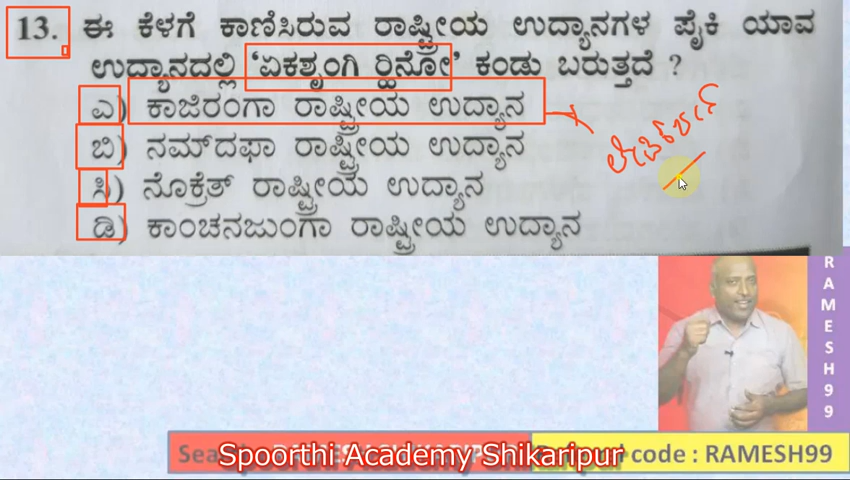 13. ಈ ಕೆಳಗೆ ಕಾಣಿಸಿರುವ ರಾಷ್ಟ್ರೀಯ ಉದ್ಯಾನಗಳ ಪೈಕಿ ಯಾವ
ಉದ್ಯಾನದಲ್ಲಿ ‘ಏಕಶೃಂಗಿ ರ‍್ಹಿನೋ’ ಕಂಡು ಬರುತ್ತದೆ ?
ಎ) ಕಾಜಿರಂಗಾ ರಾಷ್ಟ್ರೀಯ ಉದ್ಯಾನ
ಬಿ) ನಮ್‌ದಫಾ ರಾಷ್ಟ್ರೀಯ ಉದ್ಯಾನ
ಸಿ) ನೊಕ್ರೆತ್ ರಾಷ್ಟ್ರೀಯ ಉದ್ಯಾನ
ಡಿ) ಕಾಂಚನಜುಂಗಾ ರಾಷ್ಟ್ರೀಯ ಉದ್ಯಾನ
RAMESH99
Spoorthi Academy Shikaripur
code : RAMESH99